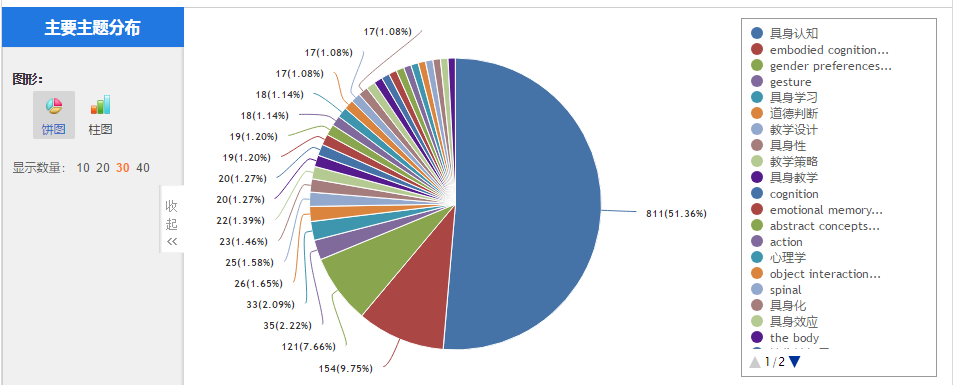 主要主题分布
图形：
饼图
柱图
显示数量： 10 20 30 40
收
起
17(1.08%)
17(1.08%)
17(1.08%)
18(1.14%)
18(1.14%)
19(1.20%)
19(1.20%)
20(1.27%)
20(1.27%)
22(1.39%)
23(1.46%)
25(1.58%)
26(1.65%)
33(2.09%)
35(2.22%)
121(7.66%)
154(9.75%)
811(51.36%)
具身认知
embodied cognition...
gender preferences...
gesture
具身学习
道德判断
教学设计
具身性
教学策略
具身教学
cognition
emotional memory...
abstract concepts...
action
心理学
object interaction...
spinal
具身化
具身效应
the body
1/2